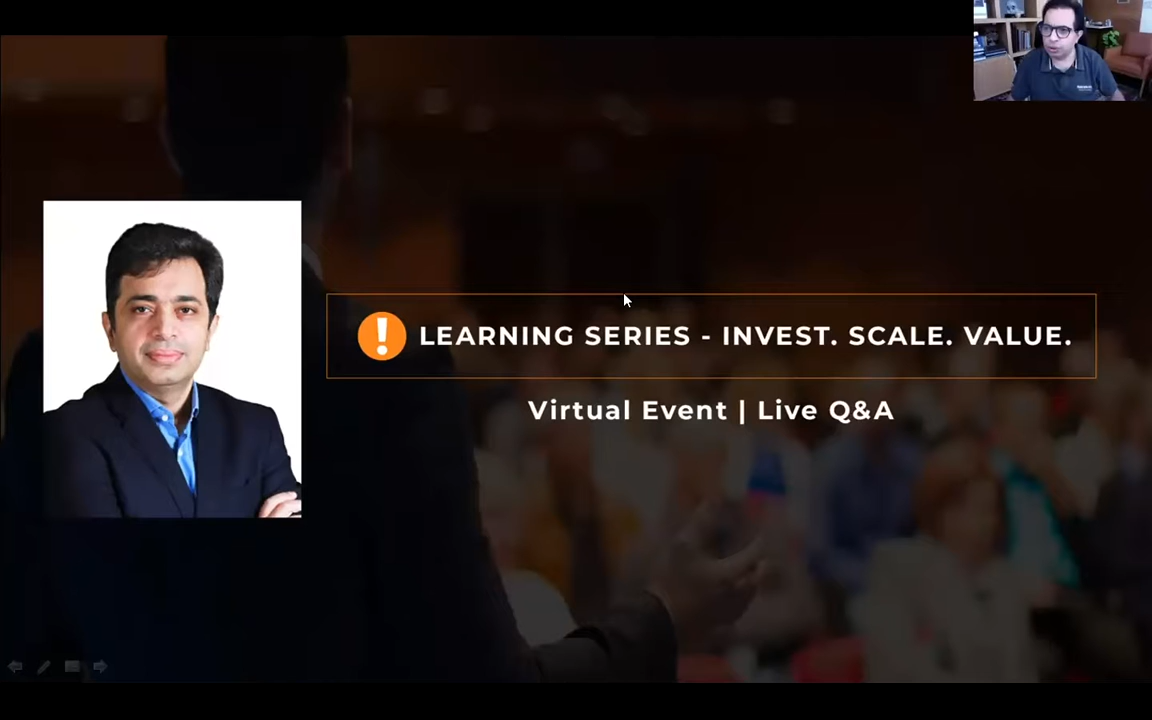 ! LEARNING SERIES - INVEST. SCALE. VALUE.
Virtual Event | Live Q&A